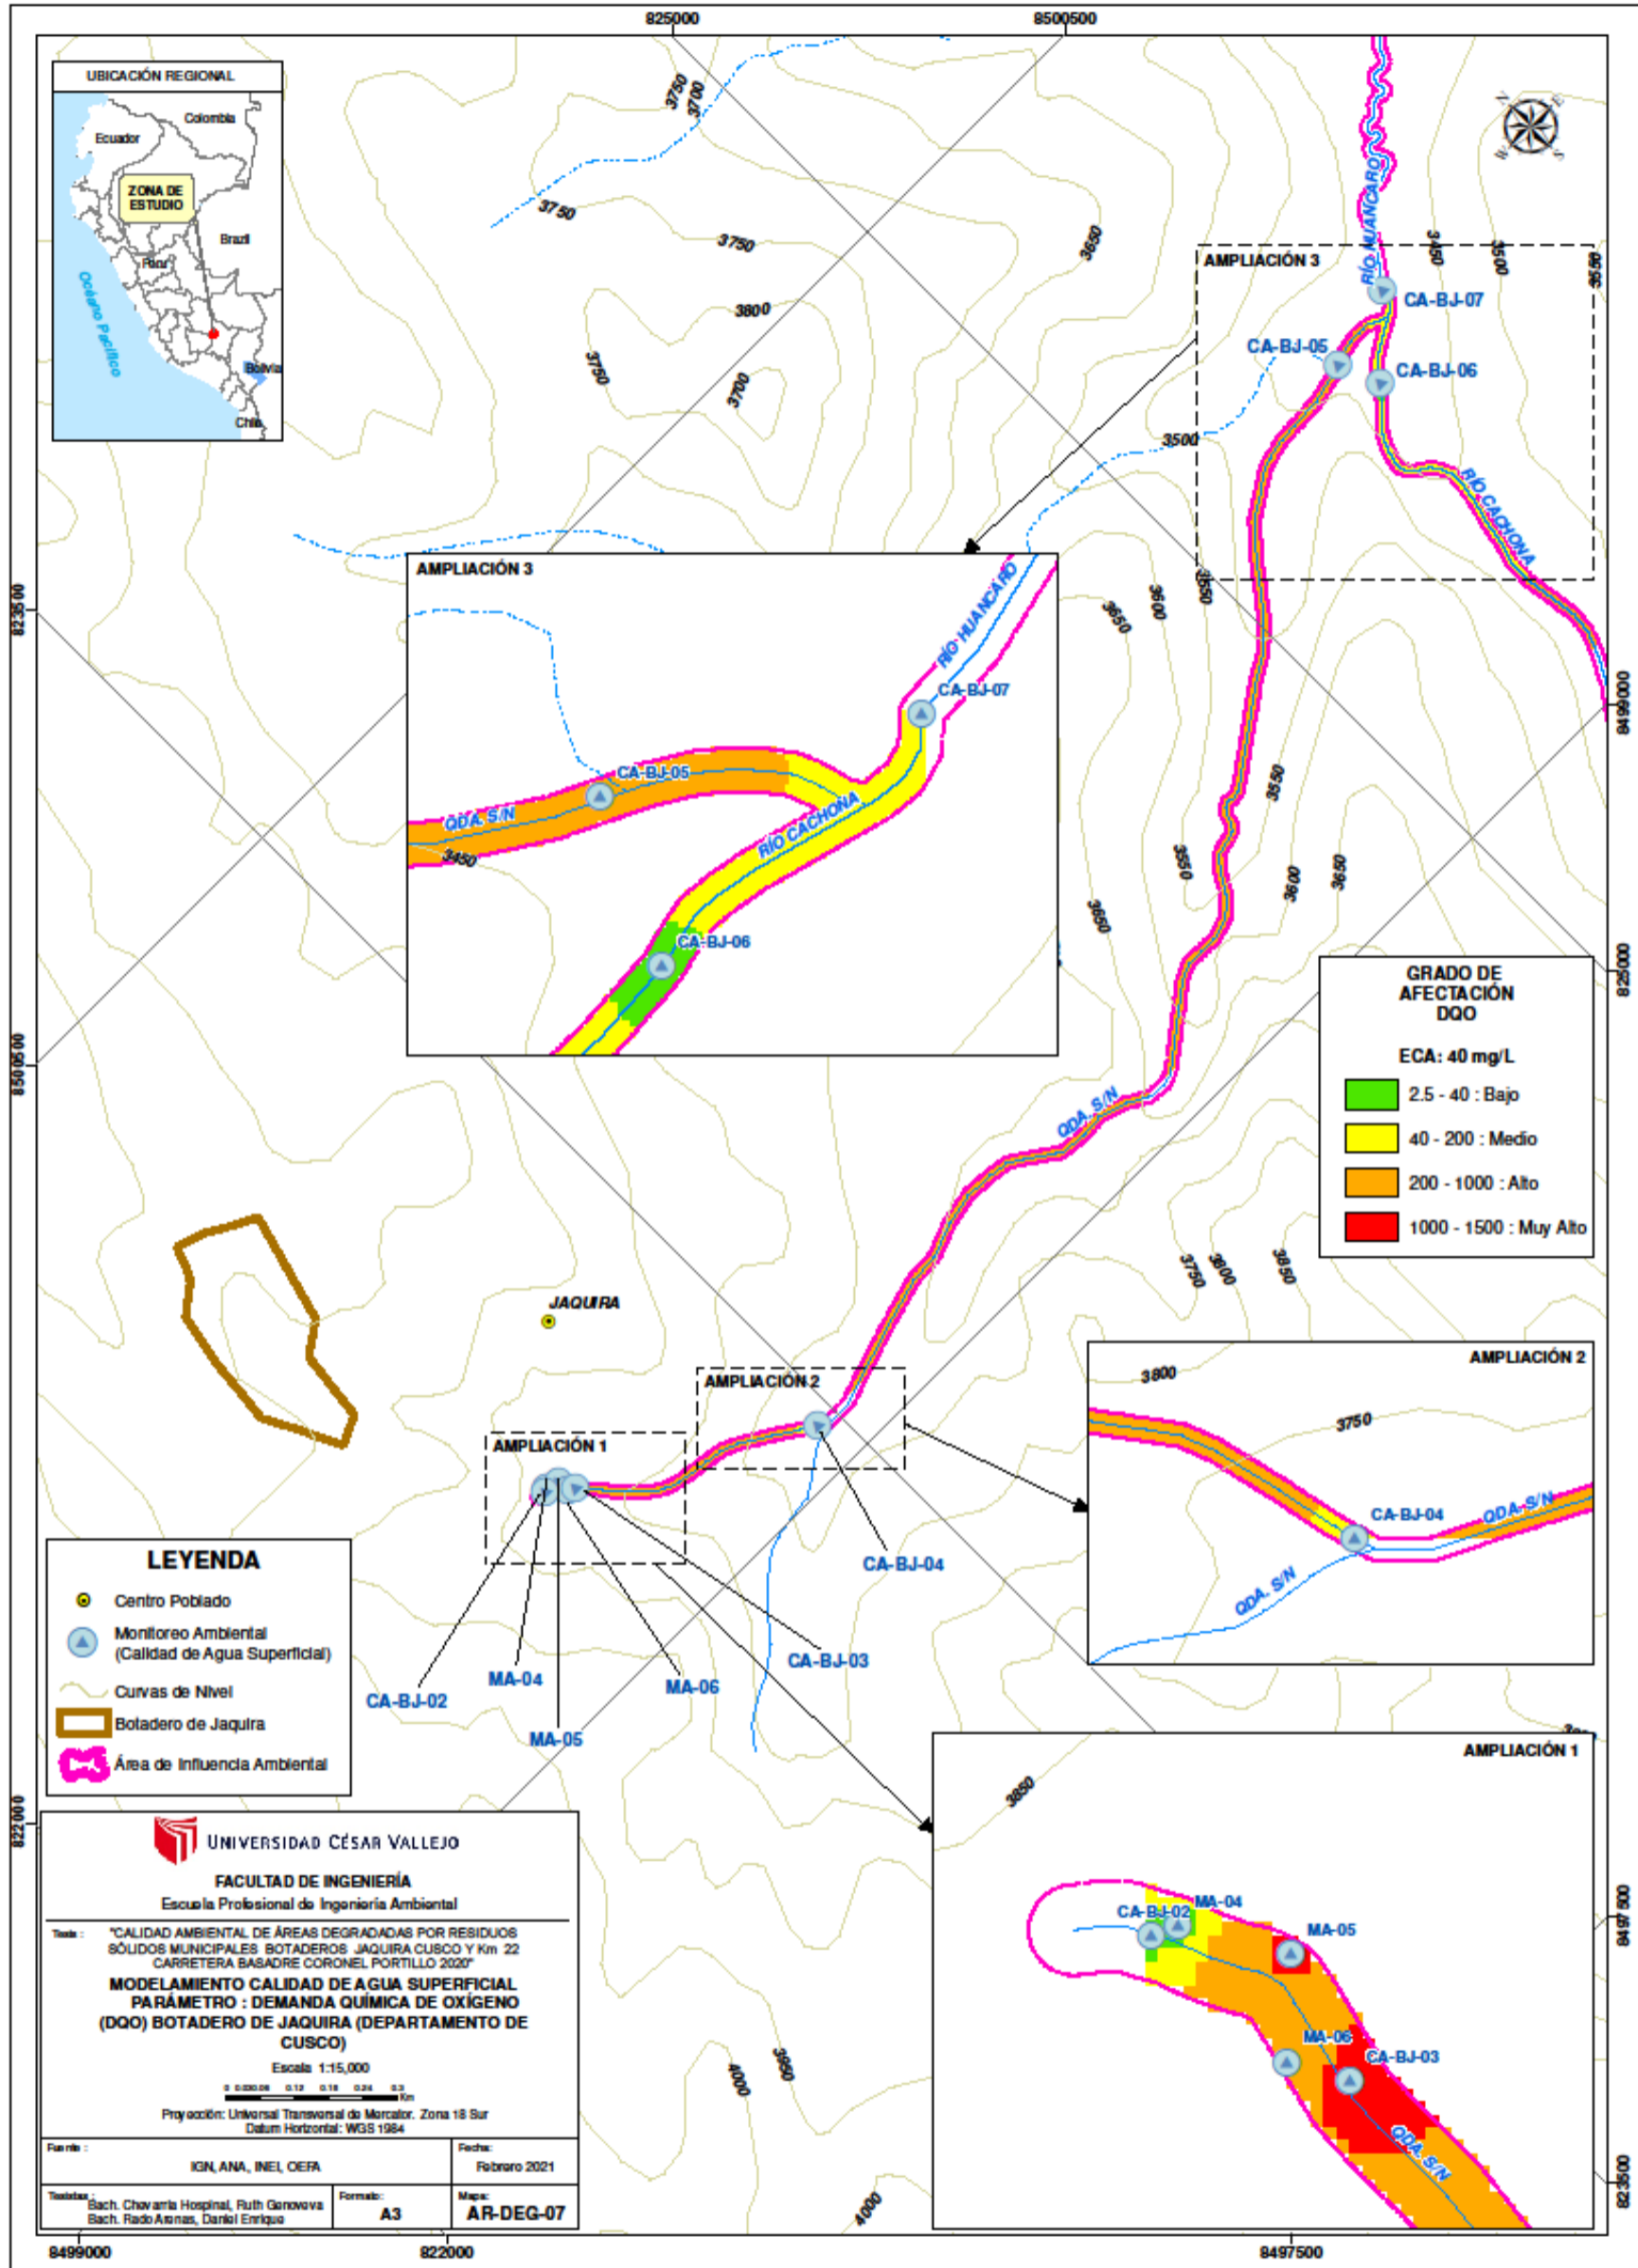 825000
8500500
UBICACIÓN REGIONAL
Colombia
Ecuador
ZONA DE
ESTUDIO
Brazil
Perú
Océano Pacífico
Bolivia
Chile
N
E
W
S
3750
3700
3750
3750
3650
3800
3750
3700
RÍO HUANCARO
3450
3500
3550
AMPLIACIÓN 3
CA-BJ-07
CA-BJ-05
CA-BJ-06
3500
RÍO CACHONA
AMPLIACIÓN 3
RÍO HUANCARO
CA-BJ-07
CA-BJ-05
QDA. S/N
RÍO CACHONA
3450
CA-BJ-06
3550
3600
3650
823500
8499000
3550
3550
3600
3650
3650
825000
8500500
GRADO DE
AFECTACIÓN
DQO
ECA: 40 mg/L
2.5 - 40 : Bajo
40 - 200 : Medio
200 - 1000 : Alto
1000 - 1500 : Muy Alto
QDA. S/N
3750
3800
3850
JAQUIRA
AMPLIACIÓN 2
AMPLIACIÓN 1
AMPLIACIÓN 2
3800
3750
CA-BJ-04
QDA. S/N
QDA. S/N
CA-BJ-04
CA-BJ-03
MA-04
MA-06
CA-BJ-02
MA-05
LEYENDA
Centro Poblado
Monitoreo Ambiental
(Calidad de Agua Superficial)
Curvas de Nivel
Botadero de Jaquira
Área de Influencia Ambiental
AMPLIACIÓN 1
3850
MA-04
CA-BJ-02
MA-05
MA-06
CA-BJ-03
QDA. S/N
822000
8497500
823500
UNIVERSIDAD CÉSAR VALLEJO
FACULTAD DE INGENIERÍA
Escuela Profesional de Ingeniería Ambiental
Tesis : "CALIDAD AMBIENTAL DE ÁREAS DEGRADADAS POR RESIDUOS
SÓLIDOS MUNICIPALES BOTADEROS JAQUIRA CUSCO Y Km 22
CARRETERA BASADRE CORONEL PORTILLO 2020"
MODELAMIENTO CALIDAD DE AGUA SUPERFICIAL
PARÁMETRO : DEMANDA QUÍMICA DE OXÍGENO
(DQO) BOTADERO DE JAQUIRA (DEPARTAMENTO DE
CUSCO)
Escala 1:15,000
0.12 0.18 0.24 0.3
Km
Proyección: Universal Transversal de Mercator. Zona 18 Sur
Datum Horizontal: WGS 1984
Fuente :
IGN, ANA, INEI, OEFA
Fecha:
Febrero 2021
Tesistas :
Bach. Chavarria Hospinal, Ruth Genoveva
Bach. Rado Arenas, Daniel Enrique
Formato:
A3
Mapa:
AR-DEG-07
4000
3950
4000
8499000
822000
8497500